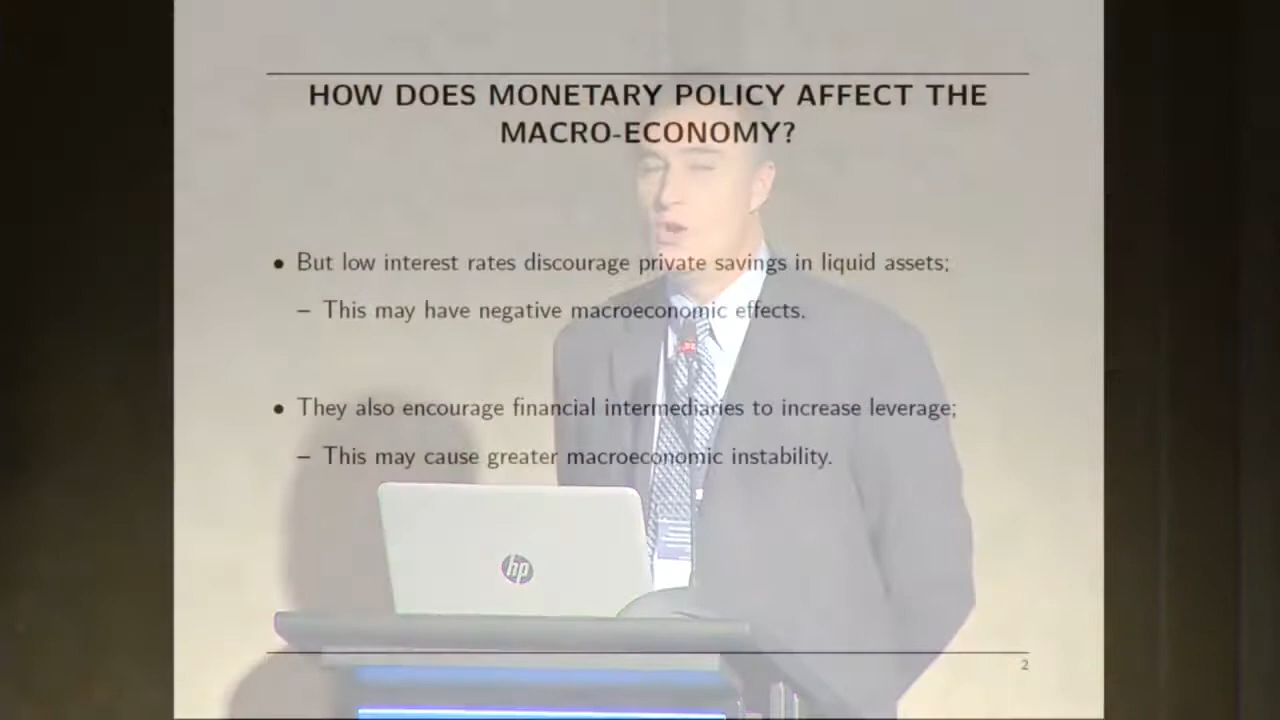 HOW DOES MONETARY POLICY AFFECT THE
MACRO-ECONOMY?
• But low interest rates discourage private savings in liquid assets;
– This may have negative macroeconomic effects.
• They also encourage financial intermediaries to increase leverage;
– This may cause greater macroeconomic instability.
hp
2